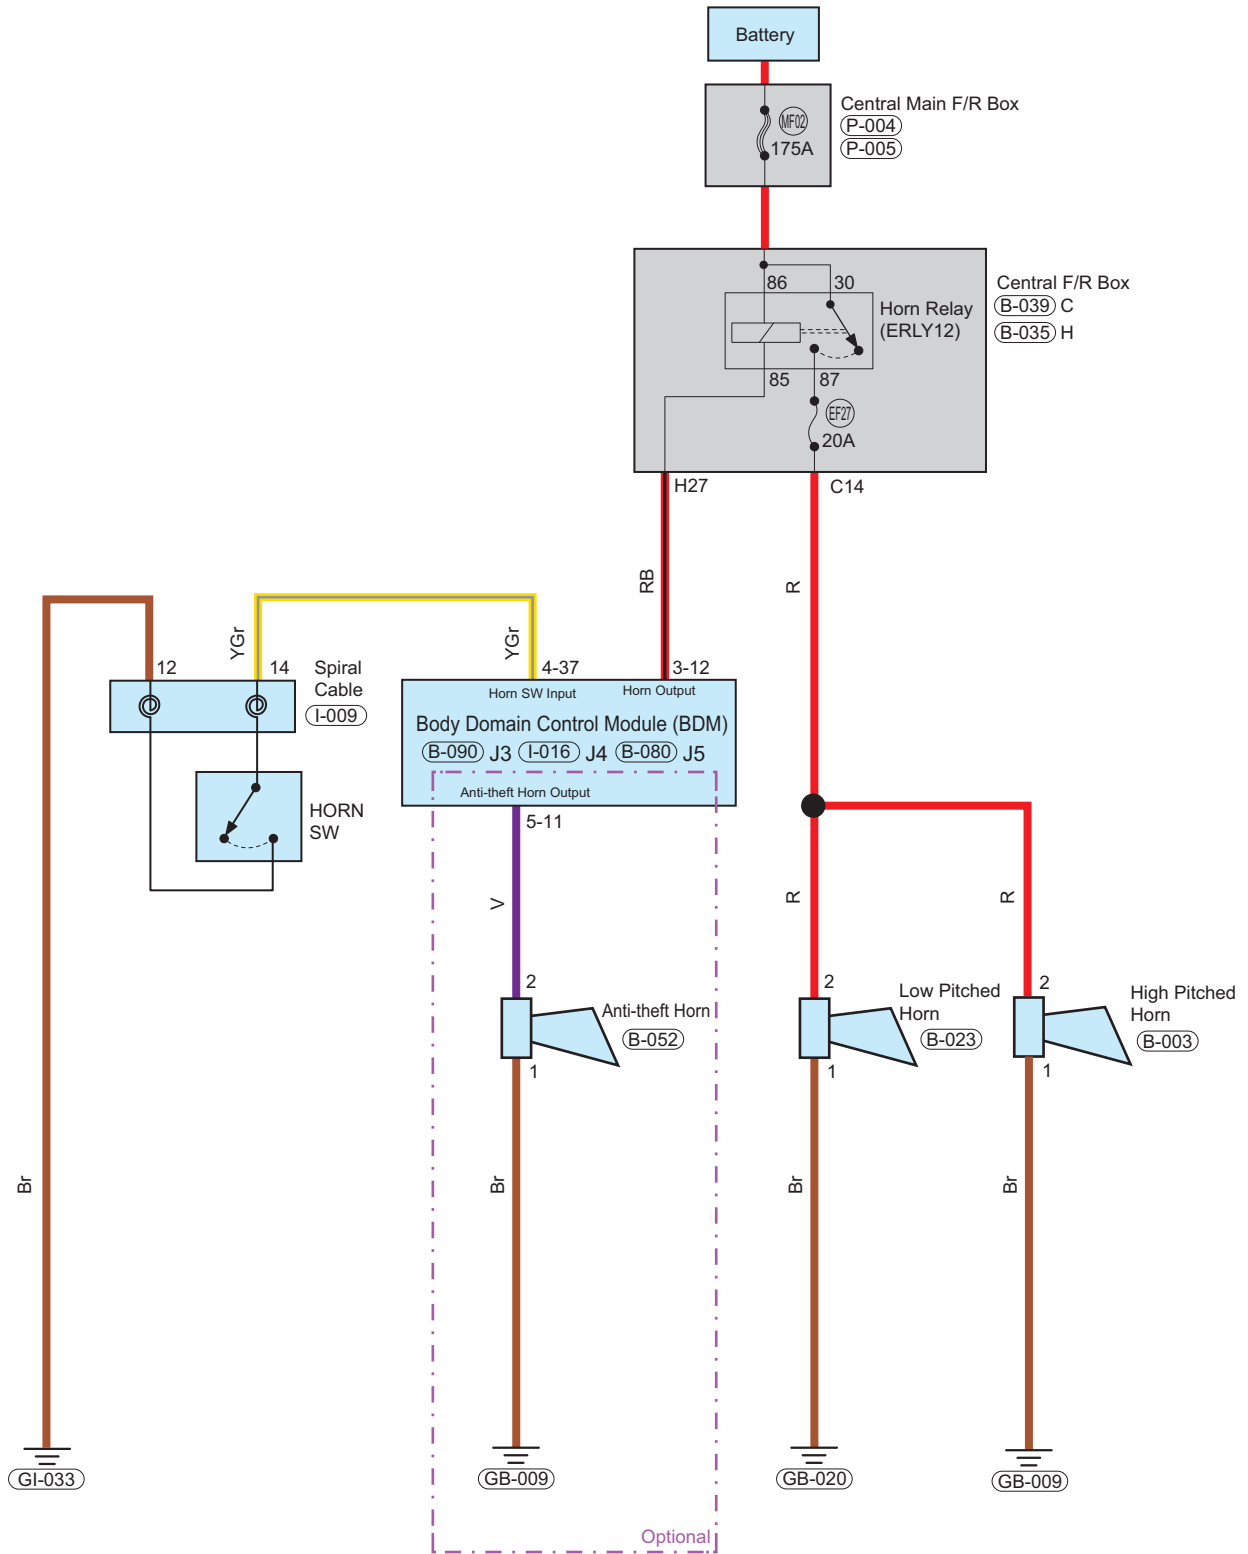 Battery
Central Main F/R Box
P-004
P-005
MF02
175A
Central F/R Box
B-039 C
B-035 H
86
30
Horn Relay
(ERLY12)
85
87
EF27
20A
H27
C14
RB
R
YGr
YGr
12
14
Spiral
Cable
I-009
4-37
3-12
Horn SW Input
Horn Output
Body Domain Control Module (BDM)
B-090 J3 I-016 J4 B-080 J5
Anti-theft Horn Output
5-11
HORN
SW
V
R
R
2
Anti-theft Horn
B-052
1
2
Low Pitched
Horn
B-023
1
2
High Pitched
Horn
B-003
1
Br
Br
Br
Br
GI-033
GB-009
GB-020
GB-009
Optional